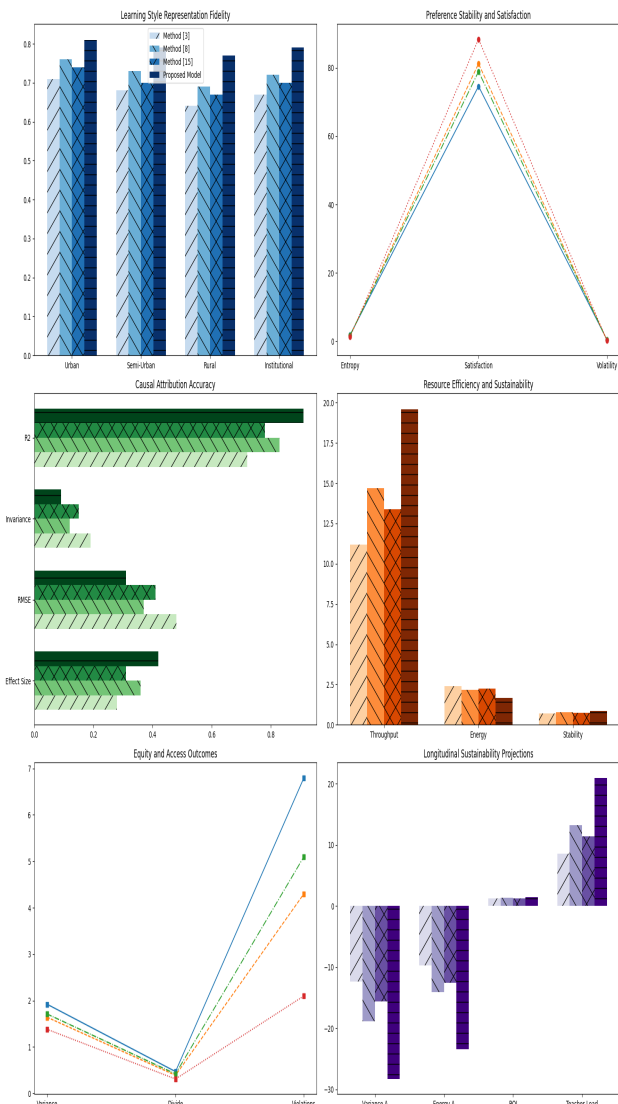 Learning Style Representation Fidelity
0.8
0.7
0.6
0.5
0.4
0.3
0.2
0.1
0.0
Method [3]
Method [8]
Method [15]
Proposed Model
Urban
Semi-Urban
Rural
Institutional
Preference Stability and Satisfaction
80
60
40
20
0
Entropy
Satisfaction
Volatility
Causal Attribution Accuracy
R2
Invariance
RMSE
Effect Size
0.0
0.2
0.4
0.6
0.8
Resource Efficiency and Sustainability
20.0
17.5
15.0
12.5
10.0
7.5
5.0
2.5
0.0
Throughput
Energy
Stability
Equity and Access Outcomes
7
6
5
4
3
2
1
0
Variance
Divide
Violations
Longitudinal Sustainability Projections
20
10
0
−10
−20
−30
Teacher Load